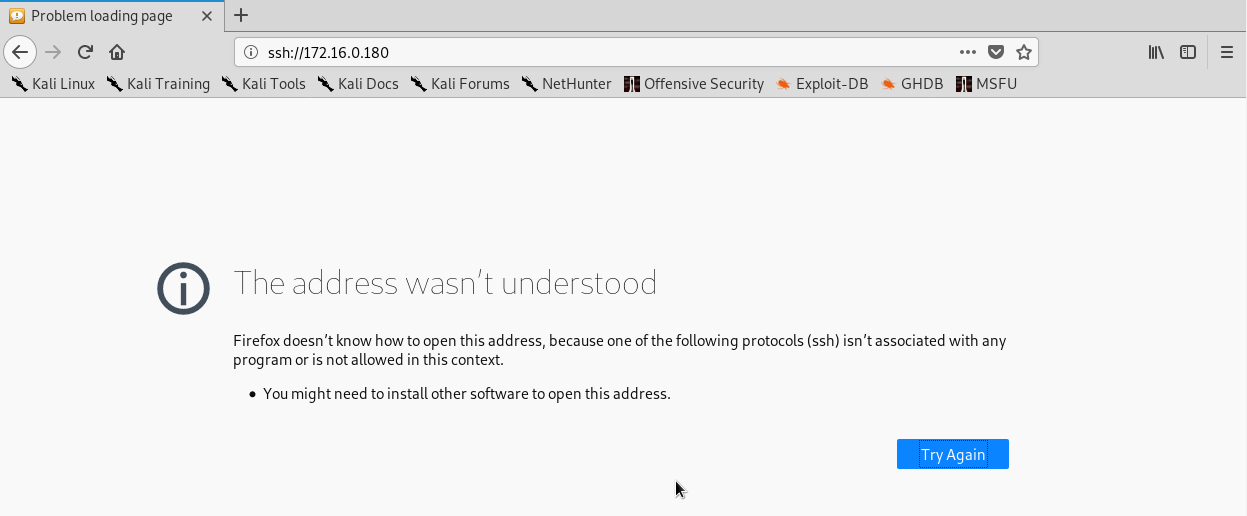 Problem loading page
ssh://172.16.0.180
Kali Linux Kali Training Kali Tools Kali Docs Kali Forums NetHunter Offensive Security Exploit-DB GHDB MSFU
The address wasn’t understood
Firefox doesn’t know how to open this address, because one of the following protocols (ssh) isn’t associated with any
program or is not allowed in this context.
• You might need to install other software to open this address.
Try Again